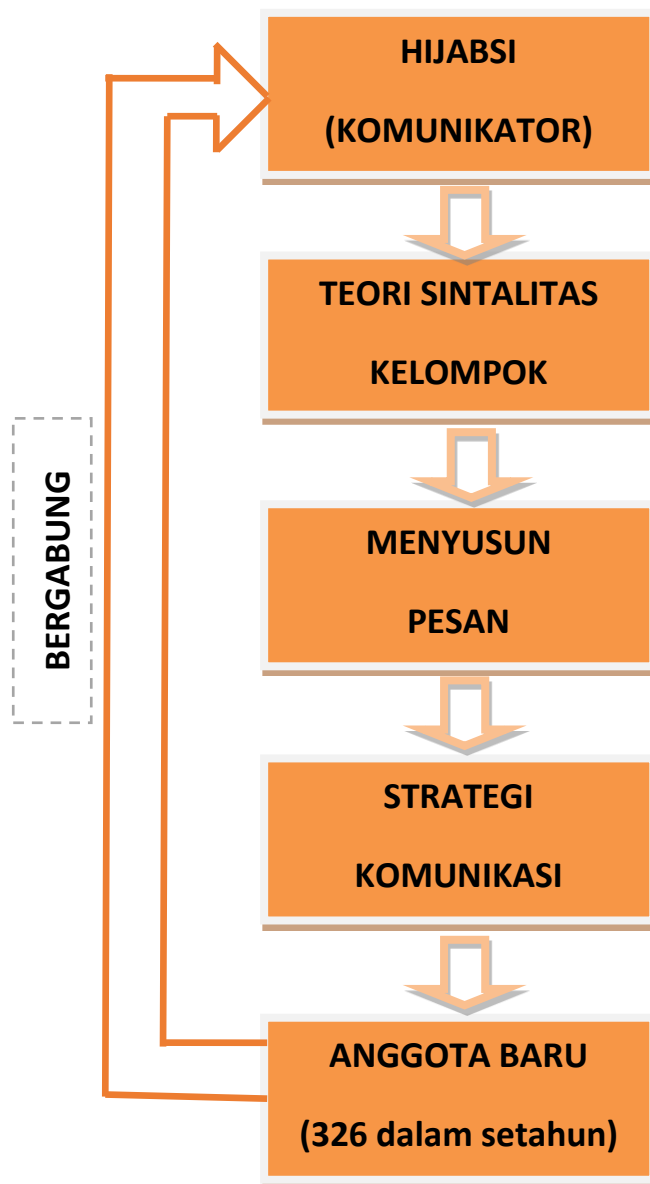 HIJABSI
(KOMUNIKATOR)
TEORI SINTALITAS
KELOMPOK
MENYUSUN
PESAN
STRATEGI
KOMUNIKASI
ANGGOTA BARU
(326 dalam setahun)
BERGABUNG